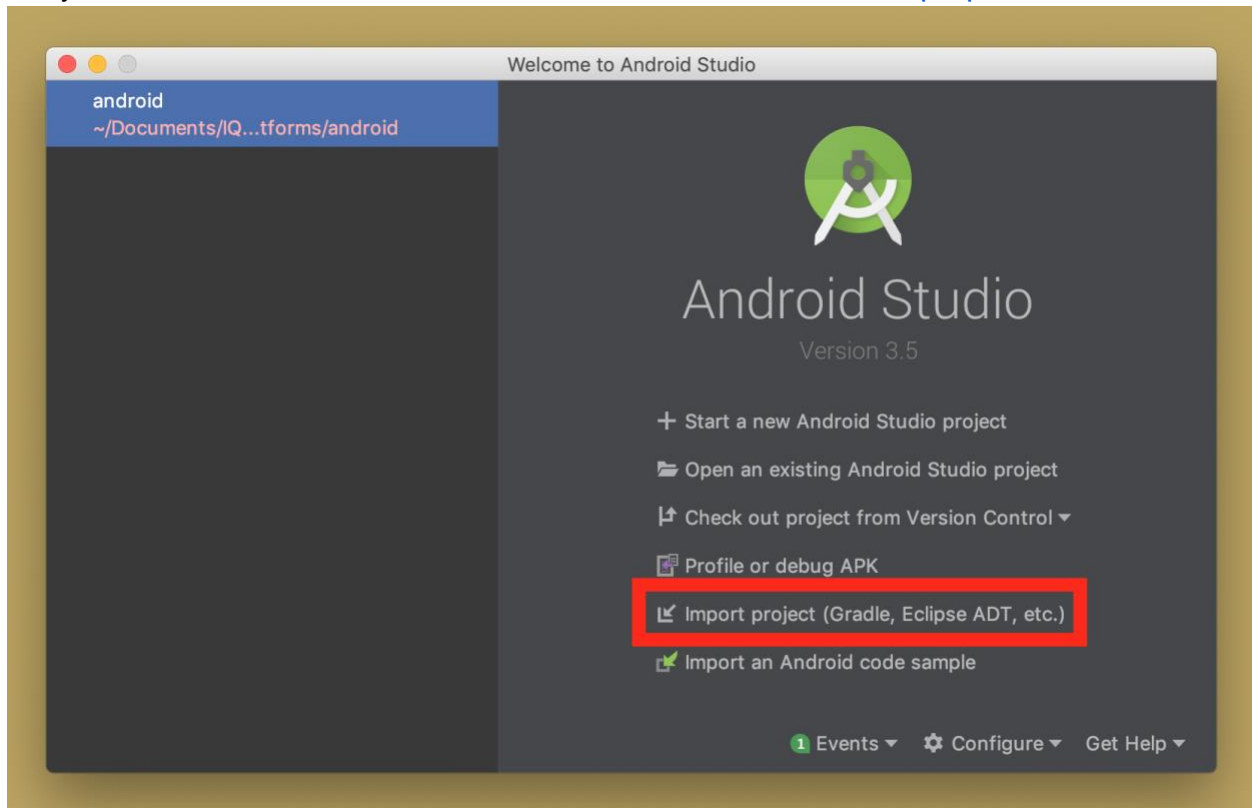 Welcome to Android Studio
android
~/Documents/IQ...tforms/android
Android Studio
Version 3.5
Start a new Android Studio project
Open an existing Android Studio project
Check out project from Version Control
Profile or debug APK
Import project (Gradle, Eclipse ADT, etc.)
Import an Android code sample
1 Events Configure Get Help